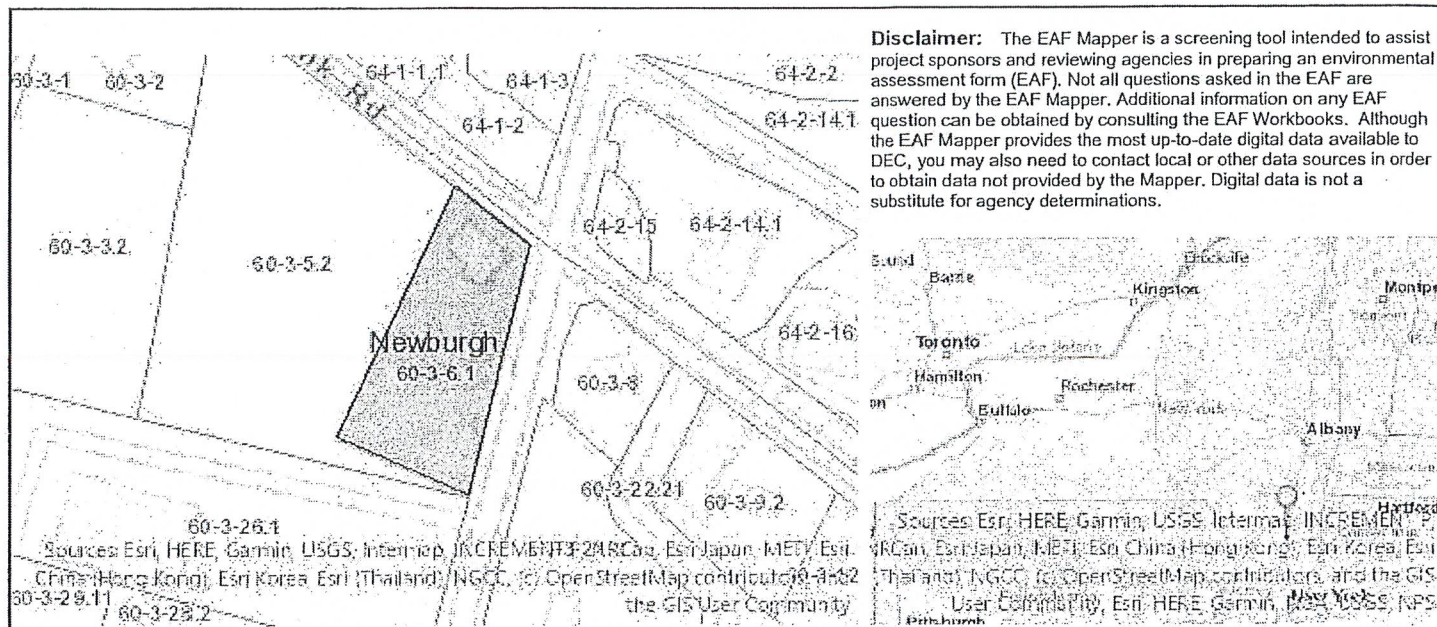 Disclaimer: The EAF Mapper is a screening tool intended to assist
project sponsors and reviewing agencies in preparing an environmental
assessment form (EAF). Not all questions asked in the EAF are
answered by the EAF Mapper. Additional information on any EAF
question can be obtained by consulting the EAF Workbooks. Although
the EAF Mapper provides the most up-to-date digital data available to
DEC, you may also need to contact local or other data sources in order
to obtain data not provided by the Mapper. Digital data is not a
substitute for agency determinations.
60-3-1
60-3-2
64-1-1.1
64-1-3
64-2-2
Rd
64-1-2
64-2-14.1
60-3-3.2
60-3-5.2
64-2-15
64-2-14.1
Newburgh
60-3-6.1
64-2-16
60-3-8
60-3-22.21
60-3-9.2
60-3-26.1
Sources: Esri, HERE, Garmin, USGS, Intermap, INCREMENT
NRCan, Esri Japan, METI, Esri
China (Hong Kong), Esri Korea, Esri (Thailand), NGCC, (c) OpenStreetMap
the GIS User Community
60-3-29.11
60-3-28.2
Barrie
Kingston
Toronto
Hamilton
Rochester
Buffalo
New York
Albany
Hartford
Sources: Esri, HERE, Garmin, USGS, Intermap, INCREMENT P,
NRCan, Esri Japan, METI, Esri China (Hong Kong), Esri Korea, Esri
(Thailand), NGCC, (c) OpenStreetMap contributors, and the GIS
User Community, Esri, HERE, Garmin, USGS, NPS
New York
Pittsburgh